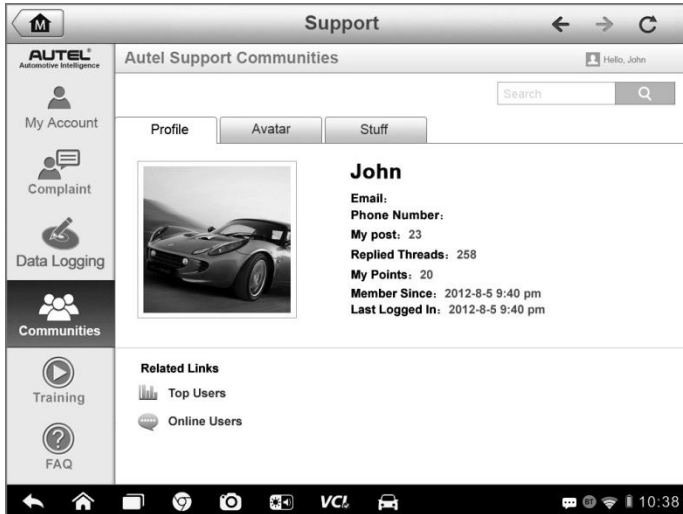 M
Support
AUTEL®
Automotive Intelligence
Autel Support Communities
Hello, John
Search
My Account
Complaint
Data Logging
Communities
Training
FAQ
Profile
Avatar
Stuff
John
Email:
Phone Number:
My post: 23
Replied Threads: 258
My Points: 20
Member Since: 2012-8-5 9:40 pm
Last Logged In: 2012-8-5 9:40 pm
Related Links
Top Users
Online Users
VCI
BT
10:38